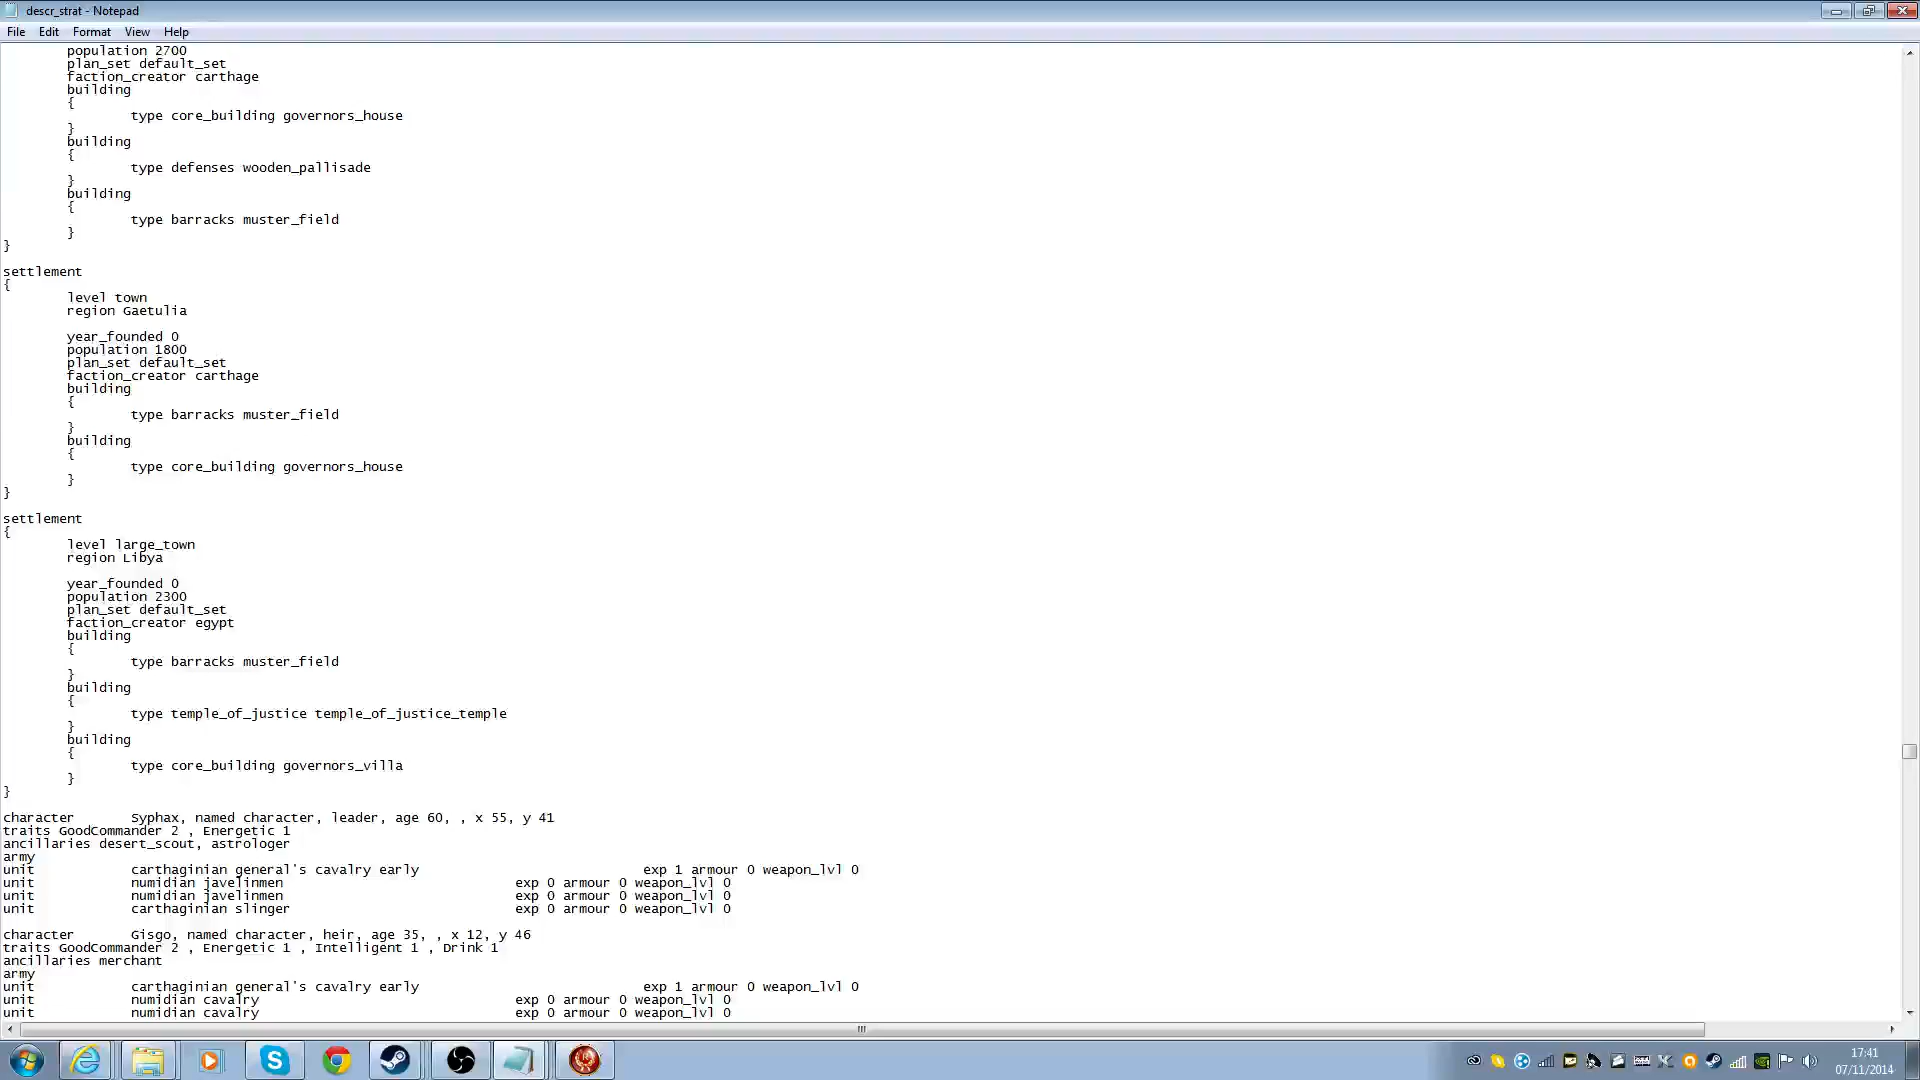 descr_strat - Notepad
File Edit Format View Help
population 2700
plan_set default_set
faction_creator carthage
building
{
type core_building governors_house
}
building
{
type defenses wooden_pallisade
}
building
{
type barracks muster_field
}
}
settlement
{
level town
region Gaetulia
year_founded 0
population 1800
plan_set default_set
faction_creator carthage
building
{
type barracks muster_field
}
building
{
type core_building governors_house
}
}
settlement
{
level large_town
region Libya
year_founded 0
population 2300
plan_set default_set
faction_creator egypt
building
{
type barracks muster_field
}
building
{
type temple_of_justice temple_of_justice_temple
}
building
{
type core_building governors_villa
}
}
character Syphax, named character, leader, age 60, , x 55, y 41
traits GoodCommander 2 , Energetic 1
ancillaries desert_scout, astrologer
army
unit carthaginian general's cavalry early exp 1 armour 0 weapon_lvl 0
unit numidian javelinmen exp 0 armour 0 weapon_lvl 0
unit numidian javelinmen exp 0 armour 0 weapon_lvl 0
unit carthaginian slinger exp 0 armour 0 weapon_lvl 0
character Gisgo, named character, heir, age 35, , x 12, y 46
traits GoodCommander 2 , Energetic 1 , Intelligent 1 , Drink 1
ancillaries merchant
army
unit carthaginian general's cavalry early exp 1 armour 0 weapon_lvl 0
unit numidian cavalry exp 0 armour 0 weapon_lvl 0
unit numidian cavalry exp 0 armour 0 weapon_lvl 0
17:41
07/11/2014